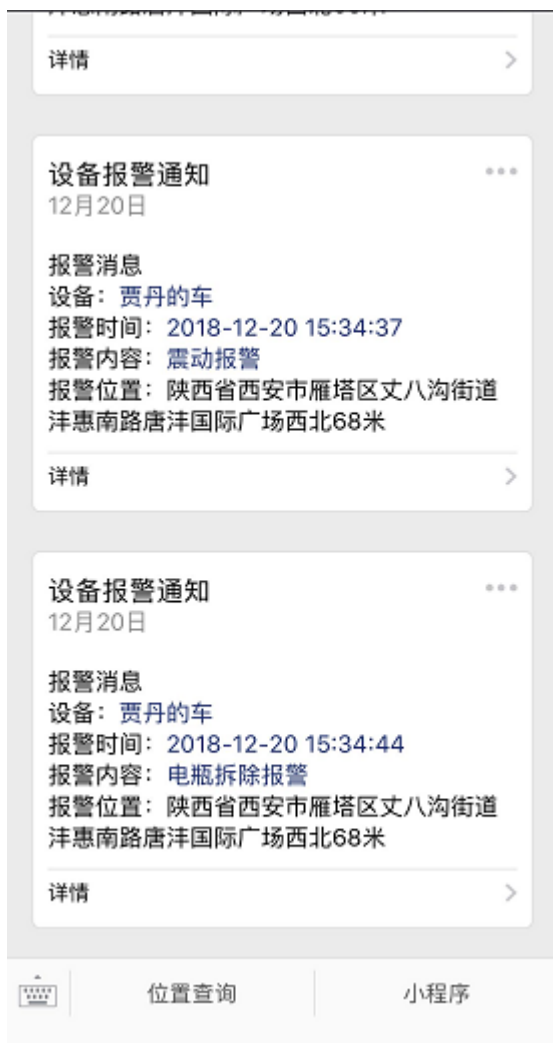 详情
设备报警通知
12月20日
报警消息
设备：贾丹的车
报警时间：2018-12-20 15:34:37
报警内容：震动报警
报警位置：陕西省西安市雁塔区丈八沟街道
沣惠南路唐沣国际广场西北68米
详情
设备报警通知
12月20日
报警消息
设备：贾丹的车
报警时间：2018-12-20 15:34:44
报警内容：电瓶拆除报警
报警位置：陕西省西安市雁塔区丈八沟街道
沣惠南路唐沣国际广场西北68米
详情
位置查询
小程序